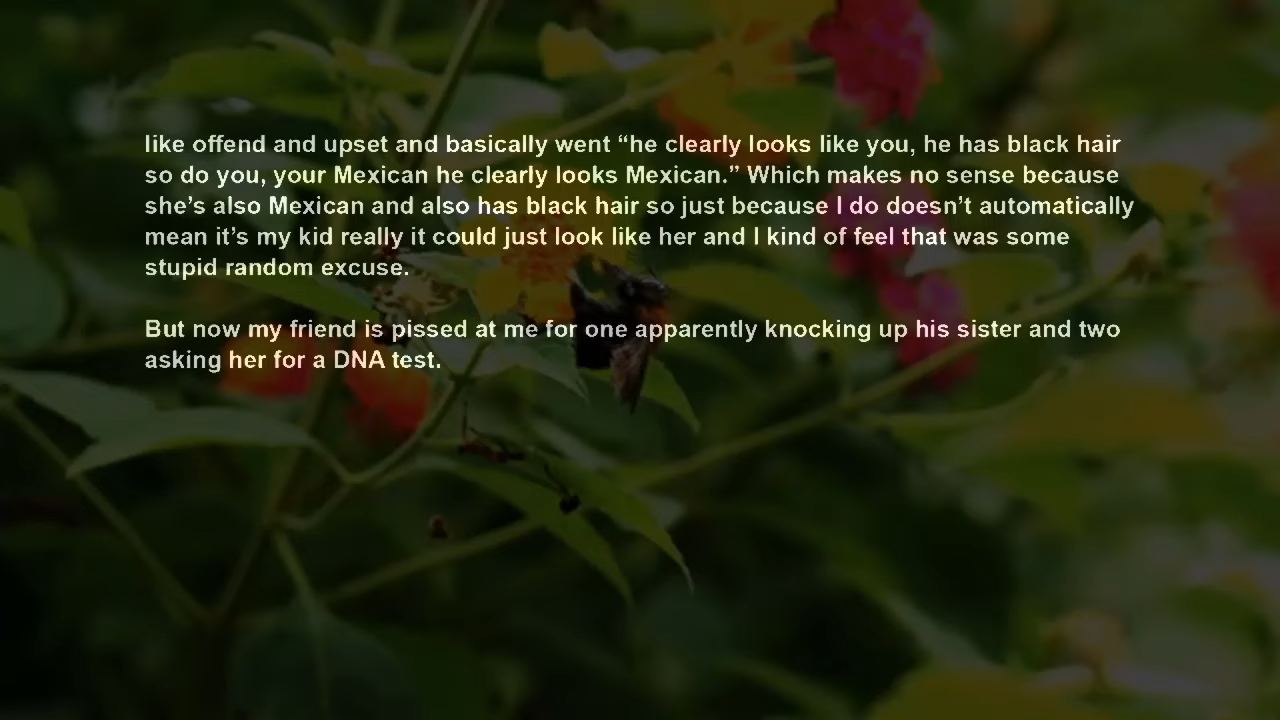 like offend and upset and basically went “he clearly looks like you, he has black hair
so do you, your Mexican he clearly looks Mexican.” Which makes no sense because
she’s also Mexican and also has black hair so just because I do doesn’t automatically
mean it’s my kid really it could just look like her and I kind of feel that was some
stupid random excuse.
But now my friend is pissed at me for one apparently knocking up his sister and two
asking her for a DNA test.